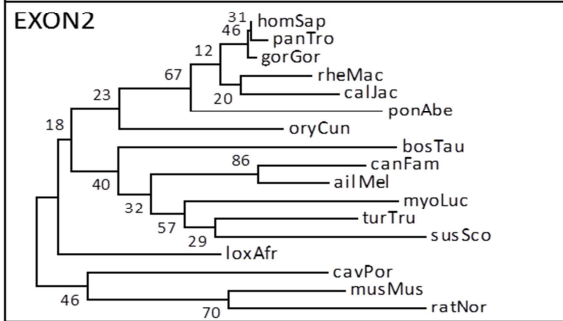 EXON2
31 homSap
46
panTro
12 gorGor
67 rheMac
20 calJac
23 ponAbe
18 oryCun
bosTau
86 canFam
40 ailMel
32 myoLuc
57 turTru
29 susSco
loxAfr
cavPor
46 musMus
70 ratNor